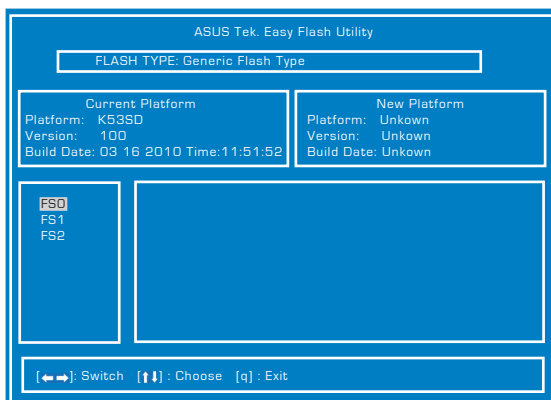 ASUS Tek. Easy Flash Utility
FLASH TYPE: Generic Flash Type
Current Platform
Platform: K53SD
Version: 100
Build Date: 03 16 2010 Time:11:51:52
New Platform
Platform: Unkown
Version: Unkown
Build Date: Unkown
FS0
FS1
FS2
[←→]: Switch [↑↓] : Choose [q] : Exit